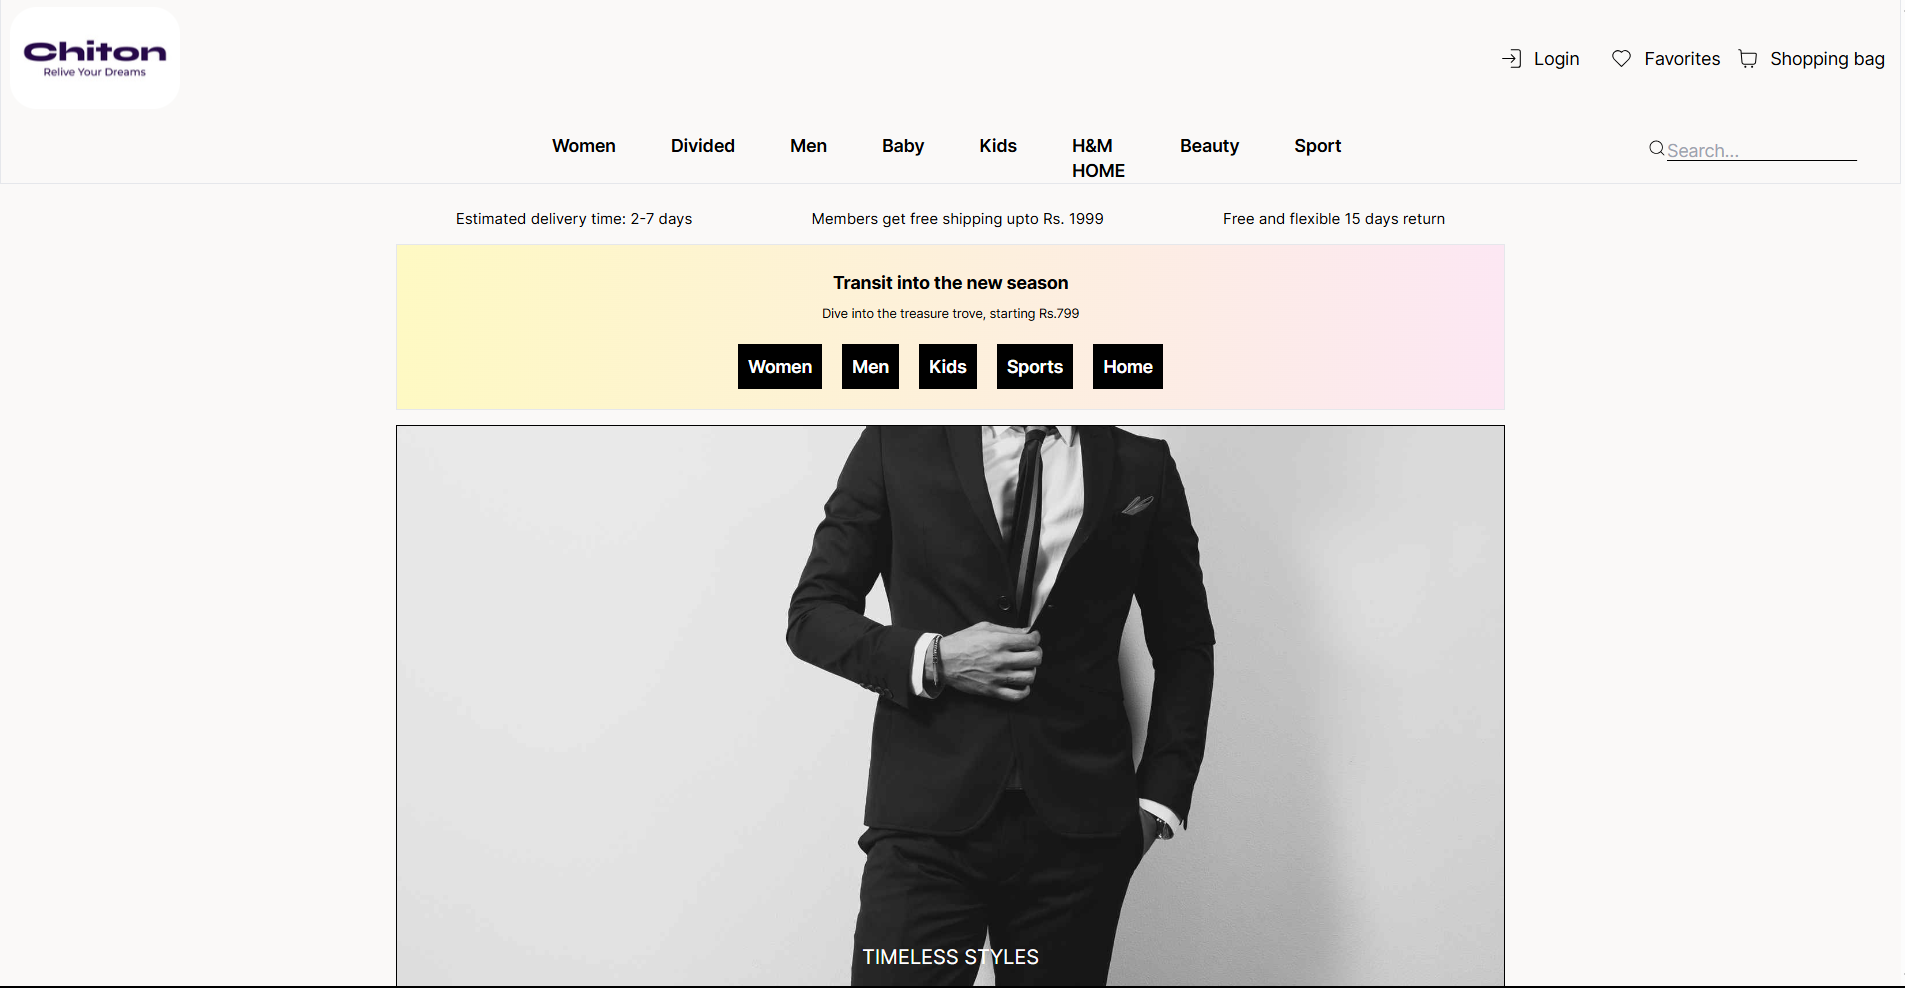 Chiton
Relive Your Dreams
Login
Favorites
Shopping bag
Women
Divided
Men
Baby
Kids
H&M
HOME
Beauty
Sport
Search...
Estimated delivery time: 2-7 days
Members get free shipping upto Rs. 1999
Free and flexible 15 days return
Transit into the new season
Dive into the treasure trove, starting Rs.799
Women
Men
Kids
Sports
Home
TIMELESS STYLES